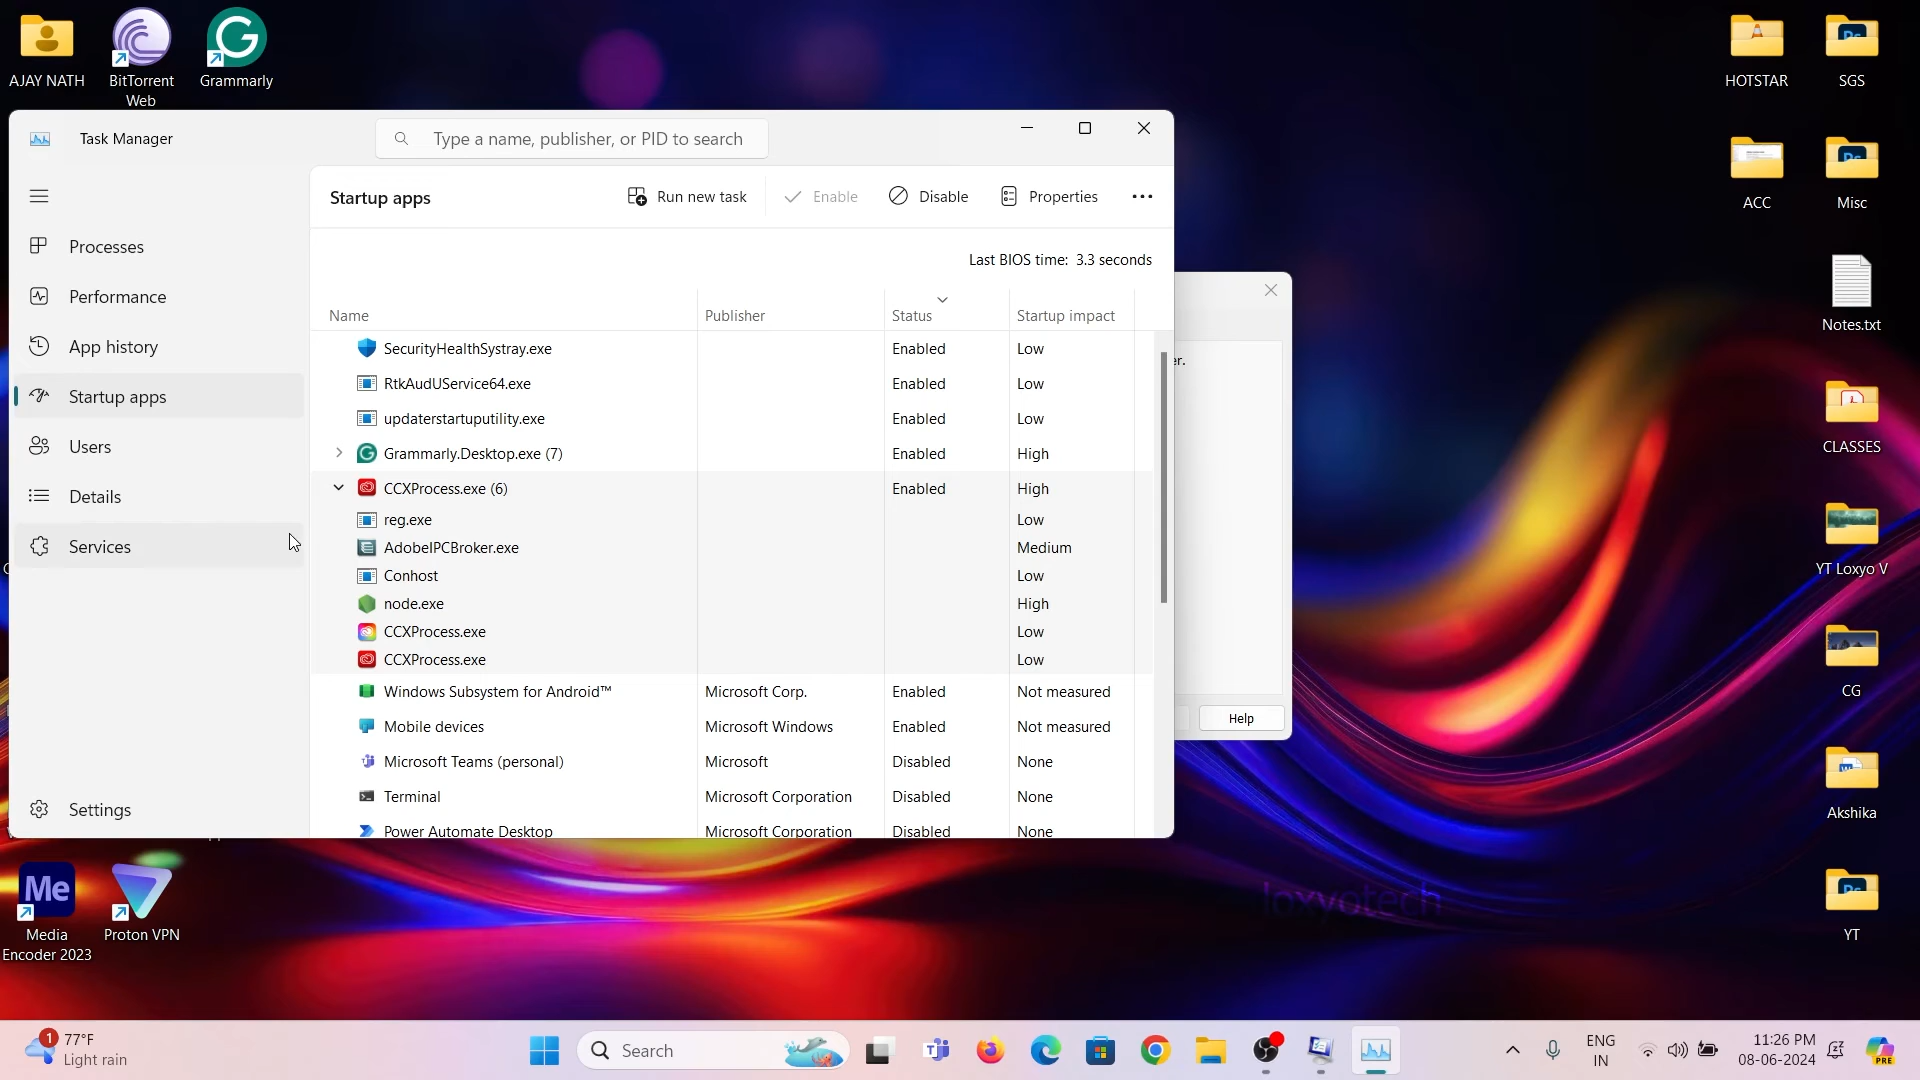 AJAY NATH
BitTorrent
Web
Grammarly
HOTSTAR
SGS
ACC
Misc
Notes.txt
CLASSES
YT Loxyo V
CG
Akshika
YT
Task Manager
Type a name, publisher, or PID to search
Processes
Performance
App history
Startup apps
Users
Details
Services
Settings
Startup apps
Run new task
Enable
Disable
Properties
Last BIOS time: 3.3 seconds
Name Publisher Status Startup impact
SecurityHealthSystray.exe Enabled Low
RtkAudUService64.exe Enabled Low
updaterstartuputility.exe Enabled Low
Grammarly.Desktop.exe (7) Enabled High
CCXProcess.exe (6) Enabled High
reg.exe Low
AdobeIPCBroker.exe Medium
Conhost Low
node.exe High
CCXProcess.exe Low
CCXProcess.exe Low
Windows Subsystem for Android™ Microsoft Corp. Enabled Not measured
Mobile devices Microsoft Windows Enabled Not measured
Microsoft Teams (personal) Microsoft Disabled None
Terminal Microsoft Corporation Disabled None
Power Automate Desktop Microsoft Corporation Disabled None
er.
Help
loxyotech
Me
Media
Encoder 2023
Proton VPN
1
77°F
Light rain
Search
ENG
IN
11:26 PM
08-06-2024
PRE